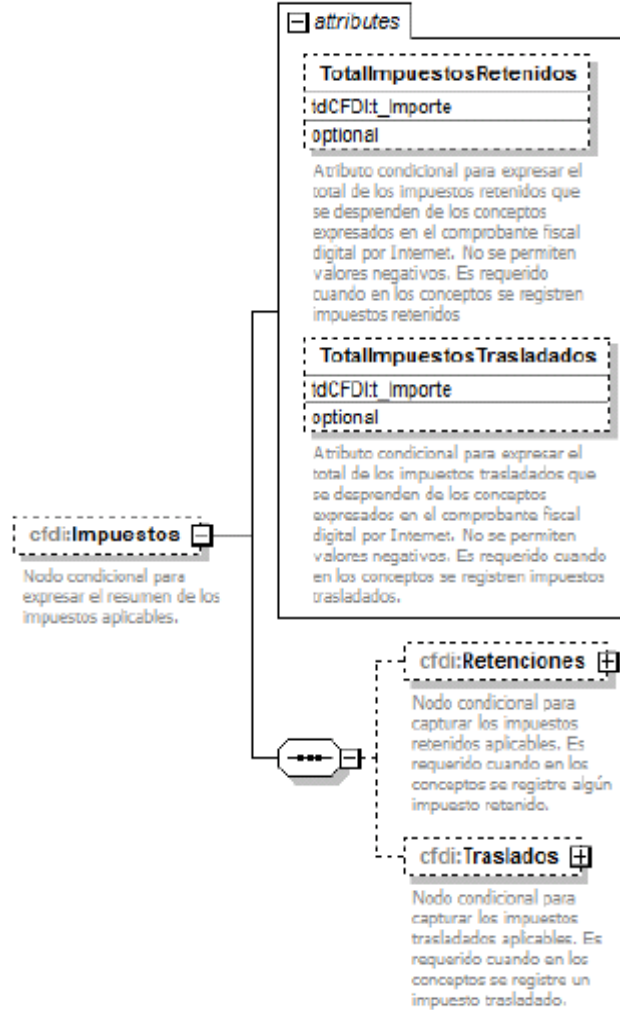 attributes
TotalImpuestosRetenidos
tdCFDI:t_Importe
optional
Atributo condicional para expresar el
total de los impuestos retenidos que
se desprenden de los conceptos
expresados en el comprobante fiscal
digital por Internet. No se permiten
valores negativos. Es requerido
cuando en los conceptos se registren
impuestos retenidos
TotalImpuestosTrasladados
tdCFDI:t_Importe
optional
Atributo condicional para expresar el
total de los impuestos trasladados que
se desprenden de los conceptos
expresados en el comprobante fiscal
digital por Internet. No se permiten
valores negativos. Es requerido cuando
en los conceptos se registren impuestos
trasladados.
cfdi:Impuestos
Nodo condicional para
expresar el resumen de los
impuestos aplicables.
cfdi:Retenciones
Nodo condicional para
capturar los impuestos
retenidos aplicables. Es
requerido cuando en los
conceptos se registre algún
impuesto retenido.
cfdi:Traslados
Nodo condicional para
capturar los impuestos
trasladados aplicables. Es
requerido cuando en los
conceptos se registre un
impuesto trasladado.